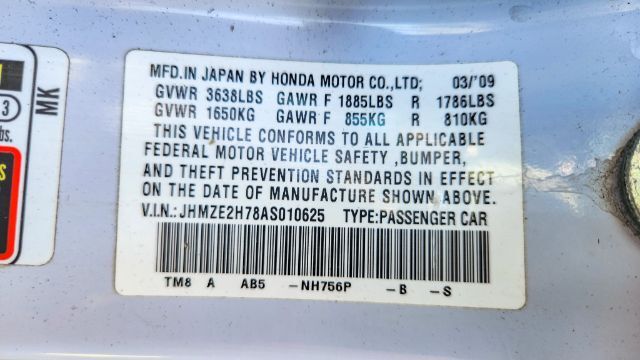 MFD.IN JAPAN BY HONDA MOTOR CO.,LTD; 03/'09
GVWR 3638LBS GAWR F 1885LBS R 1786LBS
GVWR 1650KG GAWR F 855KG R 810KG
THIS VEHICLE CONFORMS TO ALL APPLICABLE
FEDERAL MOTOR VEHICLE SAFETY ,BUMPER,
AND THEFT PREVENTION STANDARDS IN EFFECT
ON THE DATE OF MANUFACTURE SHOWN ABOVE.
V.I.N.: JHMZE2H78AS010625 TYPE:PASSENGER CAR
TM8 A AB5 -NH756P -B -S
3
MK
bs.